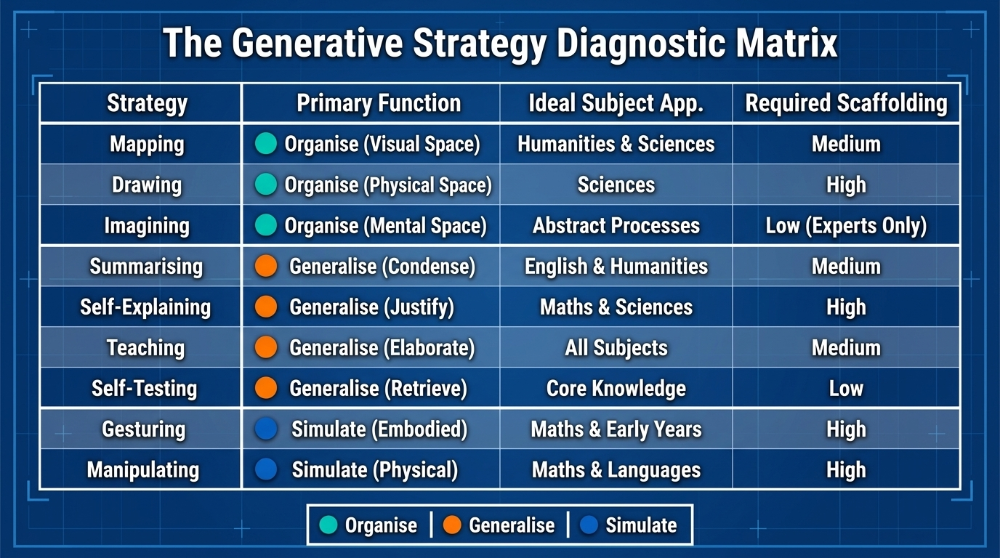 The Generative Strategy Diagnostic Matrix
Strategy Primary Function Ideal Subject App. Required Scaffolding
Mapping Organise (Visual Space) Humanities & Sciences Medium
Drawing Organise (Physical Space) Sciences High
Imagining Organise (Mental Space) Abstract Processes Low (Experts Only)
Summarising Generalise (Condense) English & Humanities Medium
Self-Explaining Generalise (Justify) Maths & Sciences High
Teaching Generalise (Elaborate) All Subjects Medium
Self-Testing Generalise (Retrieve) Core Knowledge Low
Gesturing Simulate (Embodied) Maths & Early Years High
Manipulating Simulate (Physical) Maths & Languages High
Organise | Generalise | Simulate